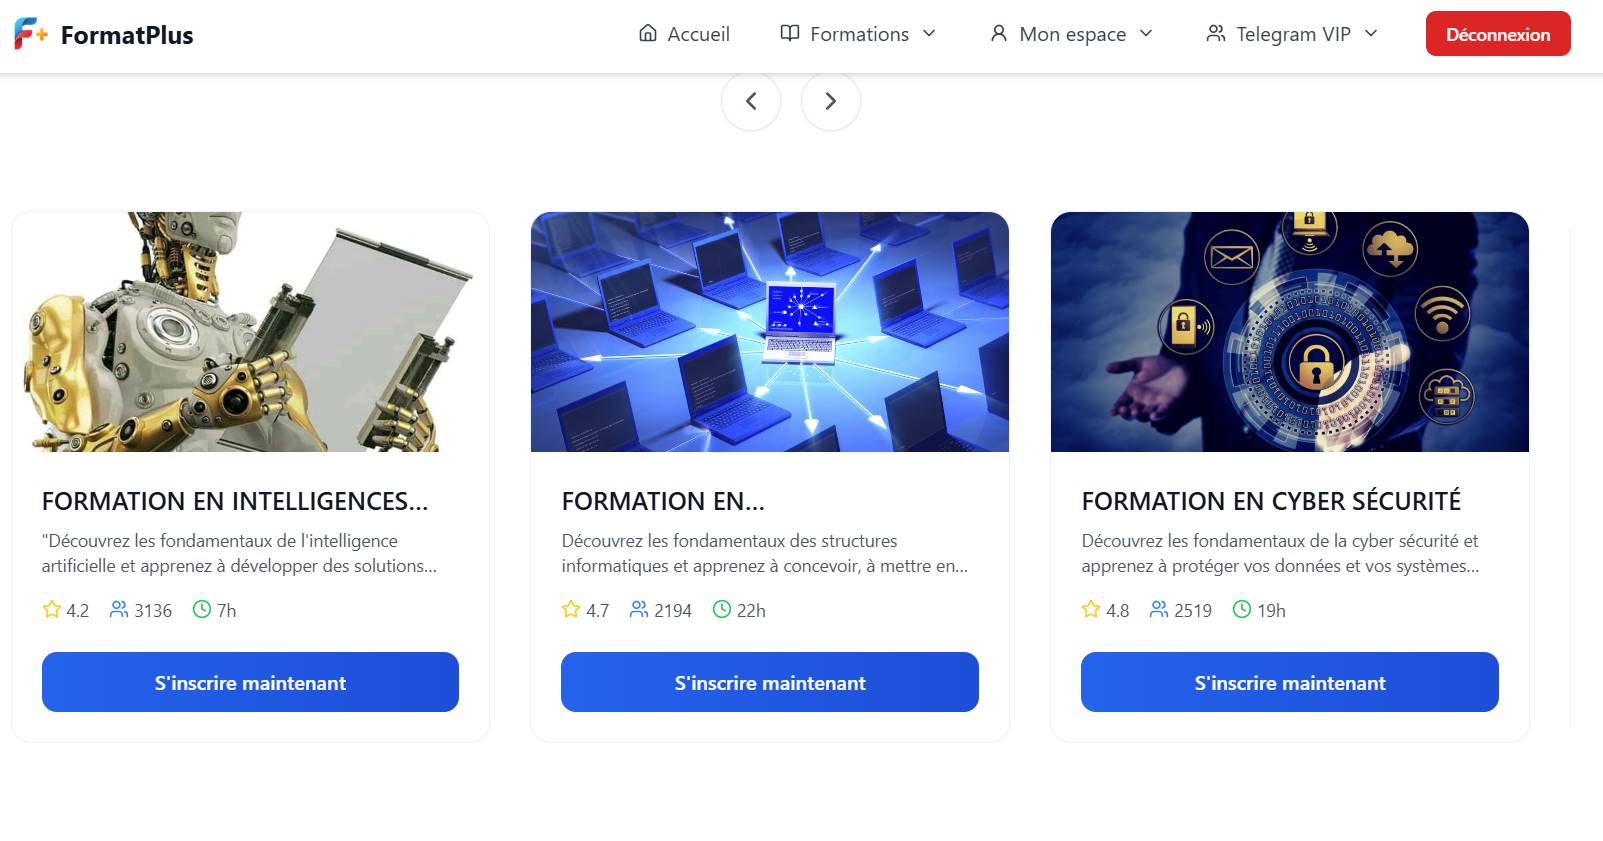 FormatPlus
Accueil
Formations
Mon espace
Telegram VIP
Déconnexion
FORMATION EN INTELLIGENCES...
"Découvrez les fondamentaux de l'intelligence
artificielle et apprenez à développer des solutions...
4.2 3136 7h
S'inscrire maintenant
FORMATION EN...
Découvrez les fondamentaux des structures
informatiques et apprenez à concevoir, à mettre en...
4.7 2194 22h
S'inscrire maintenant
FORMATION EN CYBER SÉCURITÉ
Découvrez les fondamentaux de la cyber sécurité et
apprenez à protéger vos données et vos systèmes...
4.8 2519 19h
S'inscrire maintenant